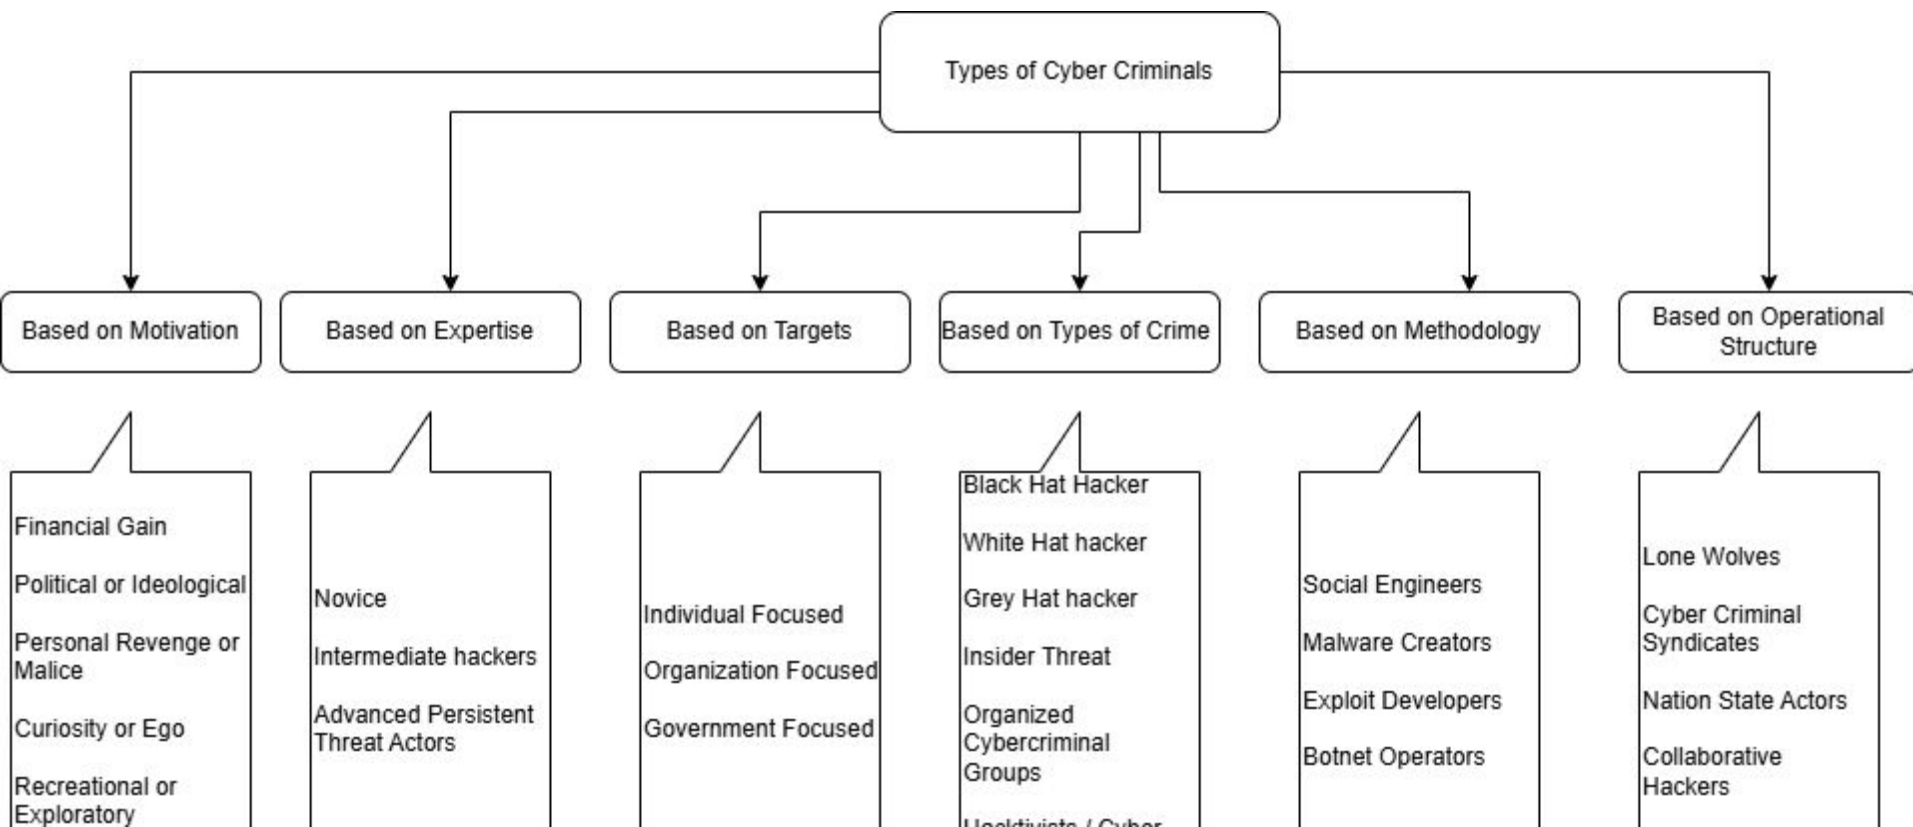 Types of Cyber Criminals
Based on Motivation
Based on Expertise
Based on Targets
Based on Types of Crime
Based on Methodology
Based on Operational
Structure
Financial Gain
Political or Ideological
Personal Revenge or
Malice
Curiosity or Ego
Recreational or
Exploratory
Novice
Intermediate hackers
Advanced Persistent
Threat Actors
Individual Focused
Organization Focused
Government Focused
Black Hat Hacker
White Hat hacker
Grey Hat hacker
Insider Threat
Organized
Cybercriminal
Groups
Hacktivists / Cyber
Social Engineers
Malware Creators
Exploit Developers
Botnet Operators
Lone Wolves
Cyber Criminal
Syndicates
Nation State Actors
Collaborative
Hackers